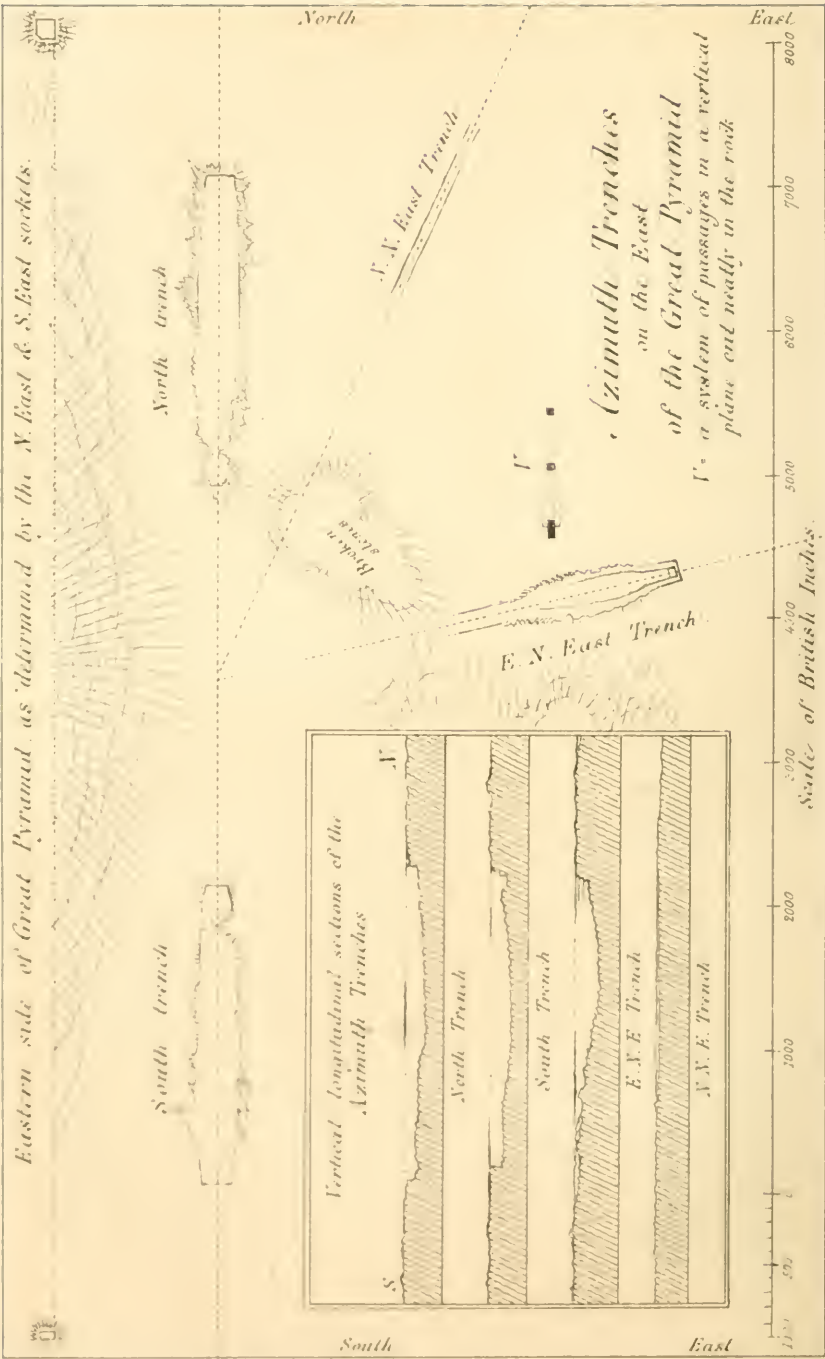 North
East
Eastern side of Great Pyramid, as determined by the N. East & S. East sockets.
South trench
North trench
N. N. East Trench
Broken
stones
V
E. N. East Trench
Azimuth Trenches
on the East
of the Great Pyramid
V = a system of passages in a vertical
plane cut neatly in the rock
Vertical longitudinal sections of the
Azimuth Trenches
S
N
North Trench
South Trench
E. N. E Trench
N. N. E. Trench
1000 500 0 1000 2000 3000 4000 5000 6000 7000 8000
Scale of British Inches.
South
East